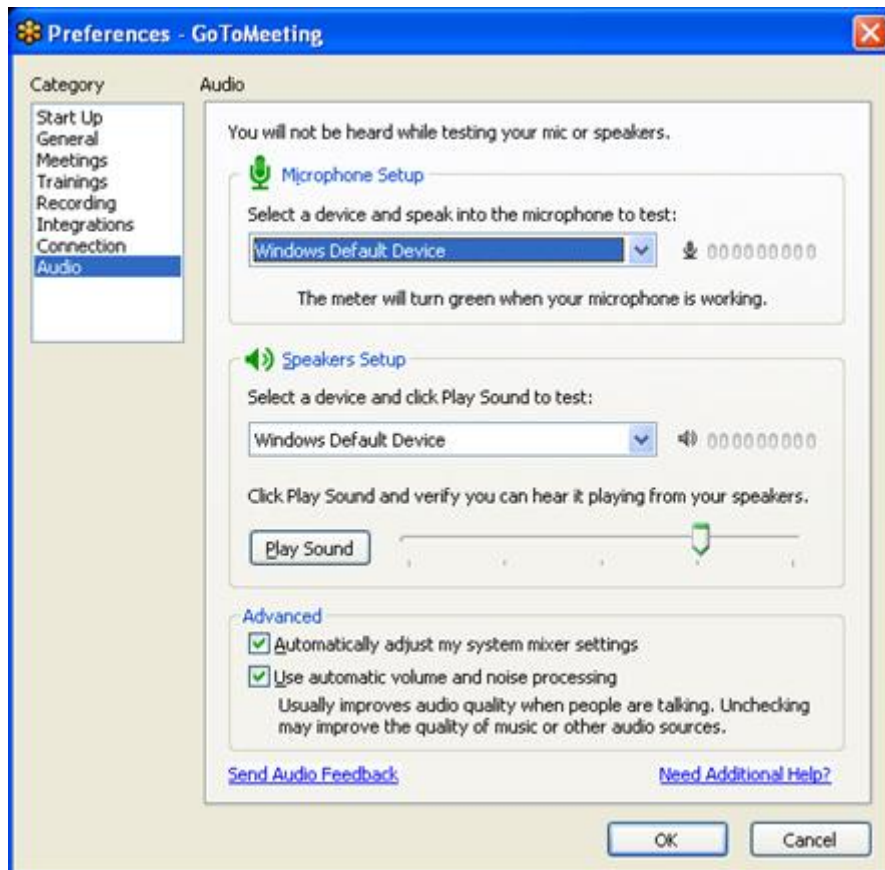 Preferences - GoToMeeting
Category
Start Up
General
Meetings
Trainings
Recording
Integrations
Connection
Audio
Audio
You will not be heard while testing your mic or speakers.
Microphone Setup
Select a device and speak into the microphone to test:
Windows Default Device
The meter will turn green when your microphone is working.
Speakers Setup
Select a device and click Play Sound to test:
Windows Default Device
Click Play Sound and verify you can hear it playing from your speakers.
Play Sound
Advanced
Automatically adjust my system mixer settings
Use automatic volume and noise processing
Usually improves audio quality when people are talking. Unchecking
may improve the quality of music or other audio sources.
Send Audio Feedback
Need Additional Help?
OK
Cancel